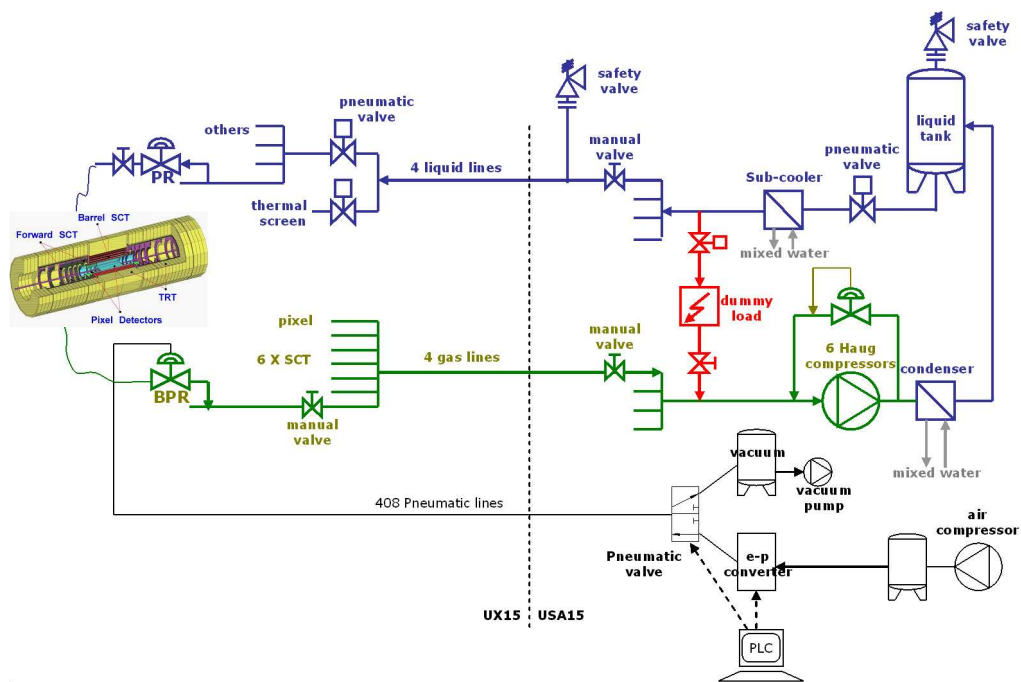 safety
valve
safety
valve
pneumatic
valve
others
manual
valve
liquid
tank
pneumatic
valve
PR
4 liquid lines
Sub-cooler
thermal
screen
mixed water
Barrel SCT
Forward SCT
TRT
Pixel Detectors
dummy
load
pixel
manual
valve
6 X SCT
4 gas lines
6 Haug
compressors
condenser
BPR
manual
valve
vacuum
mixed water
vacuum
pump
408 Pneumatic lines
air
compressor
Pneumatic
valve
e-p
converter
UX15
USA15
PLC